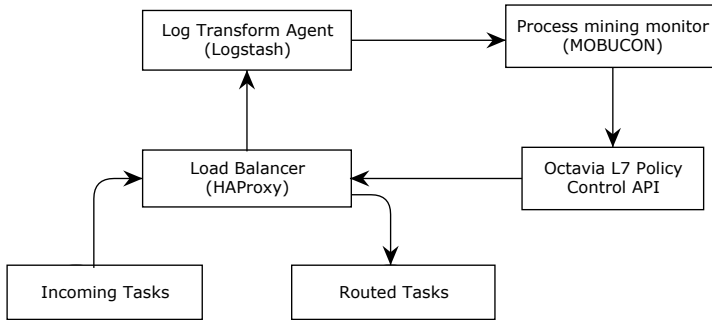 Log Transform Agent
(Logstash)
Process mining monitor
(MOBUCON)
Load Balancer
(HAProxy)
Octavia L7 Policy
Control API
Incoming Tasks
Routed Tasks